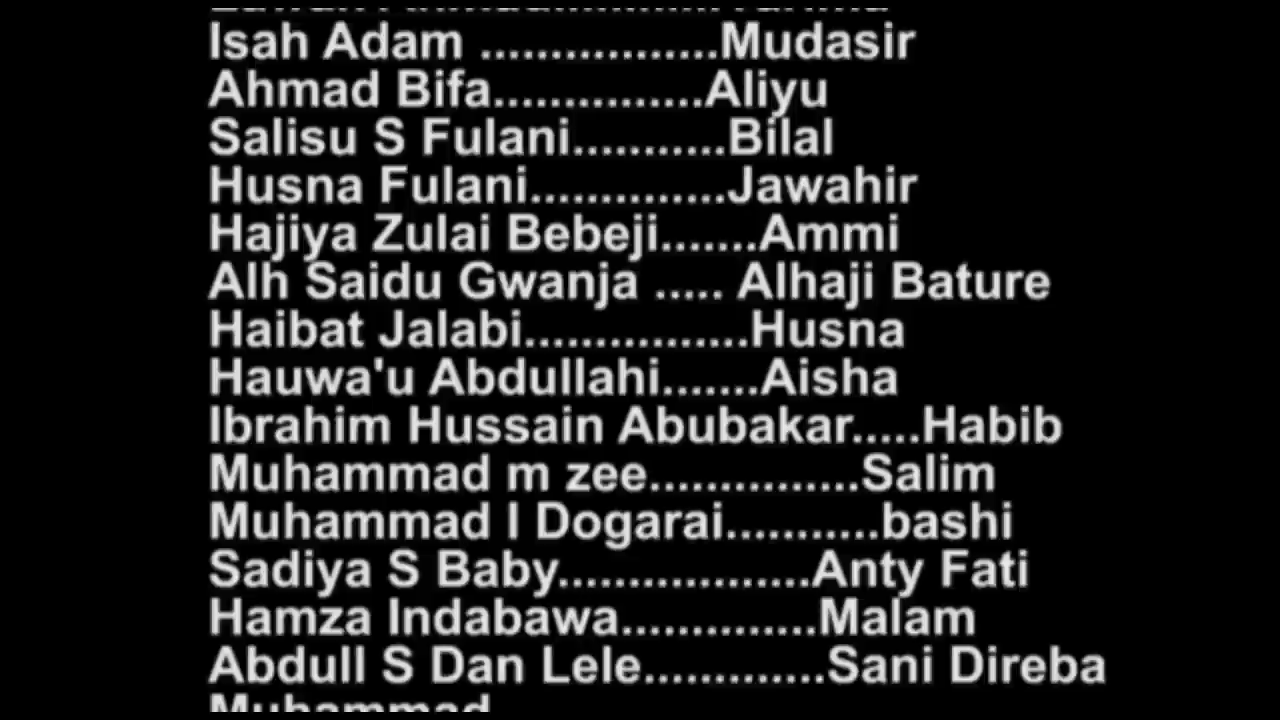 Isah Adam .................Mudasir
Ahmad Bifa...............Aliyu
Salisu S Fulani...........Bilal
Husna Fulani..............Jawahir
Hajiya Zulai Bebeji.......Ammi
Alh Saidu Gwanja ..... Alhaji Bature
Haibat Jalabi................Husna
Hauwa'u Abdullahi.......Aisha
Ibrahim Hussain Abubakar.....Habib
Muhammad m zee...............Salim
Muhammad I Dogarai...........bashi
Sadiya S Baby..................Anty Fati
Hamza Indabawa..............Malam
Abdull S Dan Lele.............Sani Direba
Muhammad